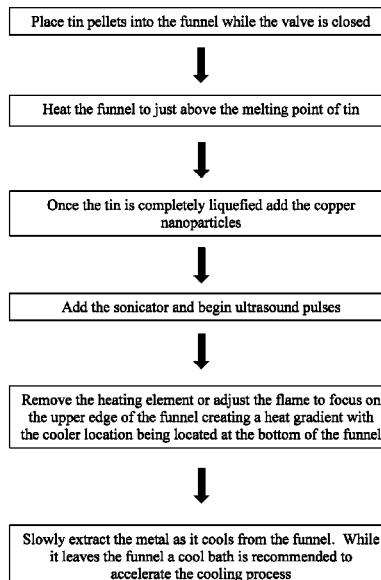 Place tin pellets into the funnel while the valve is closed
Heat the funnel to just above the melting point of tin
Once the tin is completely liquefied add the copper
nanoparticles
Add the sonicator and begin ultrasound pulses
Remove the heating element or adjust the flame to focus on
the upper edge of the funnel creating a heat gradient with
the cooler location being located at the bottom of the funnel
Slowly extract the metal as it cools from the funnel. While
it leaves the funnel a cool bath is recommended to
accelerate the cooling process